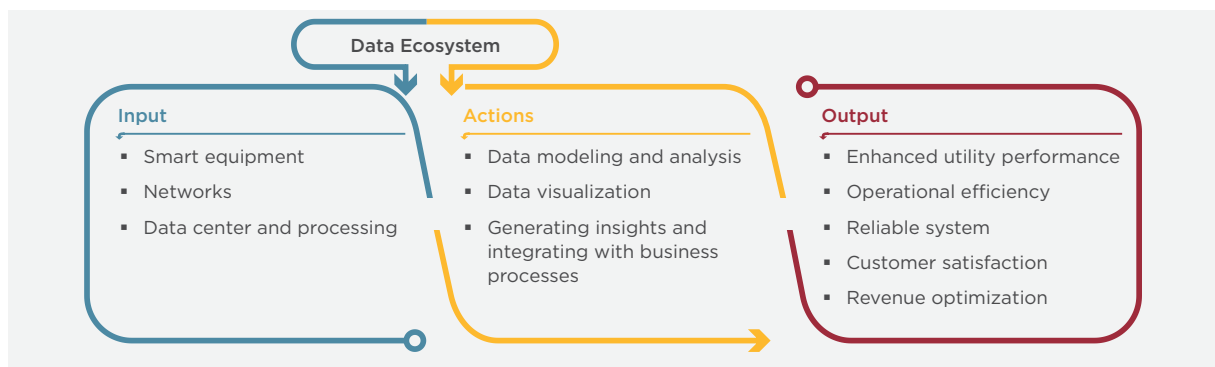 Data Ecosystem
Input
▪ Smart equipment
▪ Networks
▪ Data center and processing
Actions
▪ Data modeling and analysis
▪ Data visualization
▪ Generating insights and
integrating with business
processes
Output
▪ Enhanced utility performance
▪ Operational efficiency
▪ Reliable system
▪ Customer satisfaction
▪ Revenue optimization